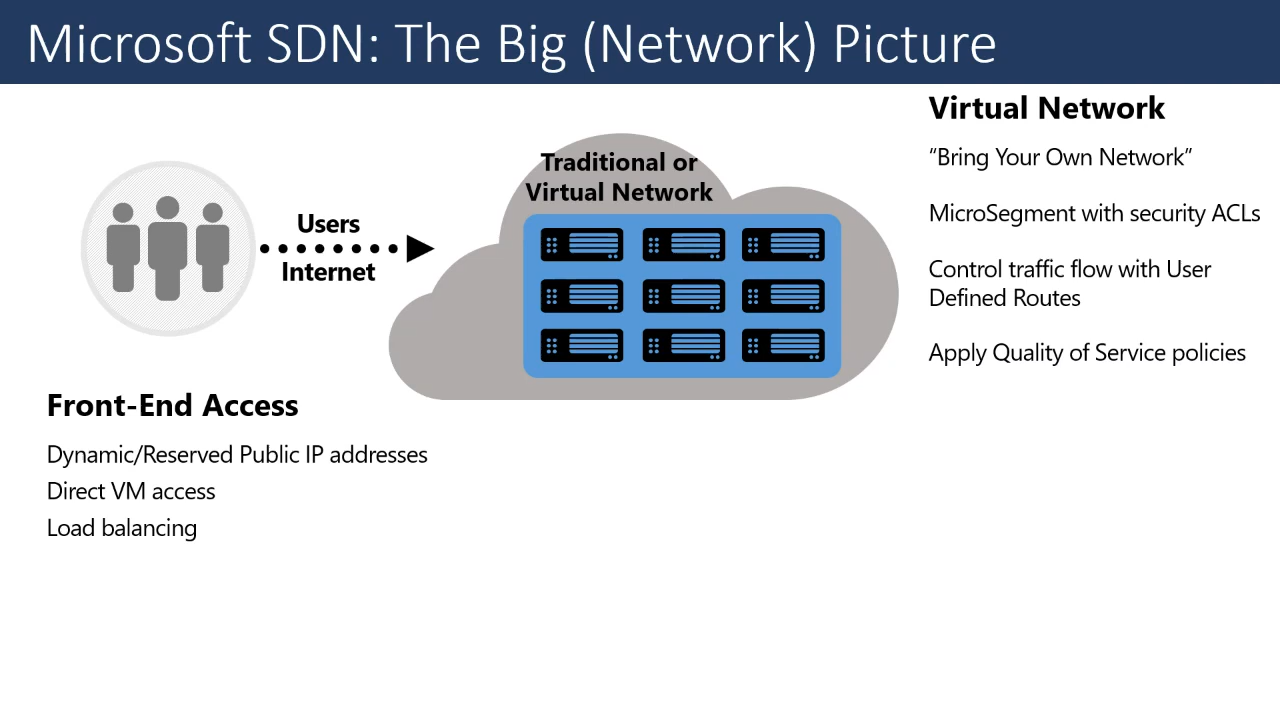 Microsoft SDN: The Big (Network) Picture
Virtual Network
“Bring Your Own Network”
MicroSegment with security ACLs
Control traffic flow with User
Defined Routes
Apply Quality of Service policies
Traditional or
Virtual Network
Users
Internet
Front-End Access
Dynamic/Reserved Public IP addresses
Direct VM access
Load balancing